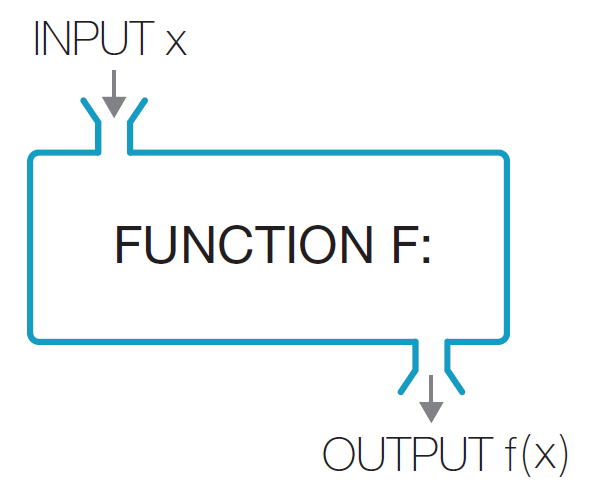 INPUT x
FUNCTION F:
OUTPUT f(x)